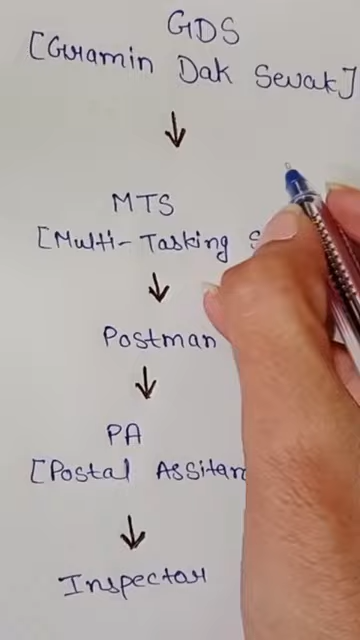 GDS
[Gramin Dak Sevak]
MTS
[Multi-Tasking
Postman
PA
[Postal Assitan
Inspector